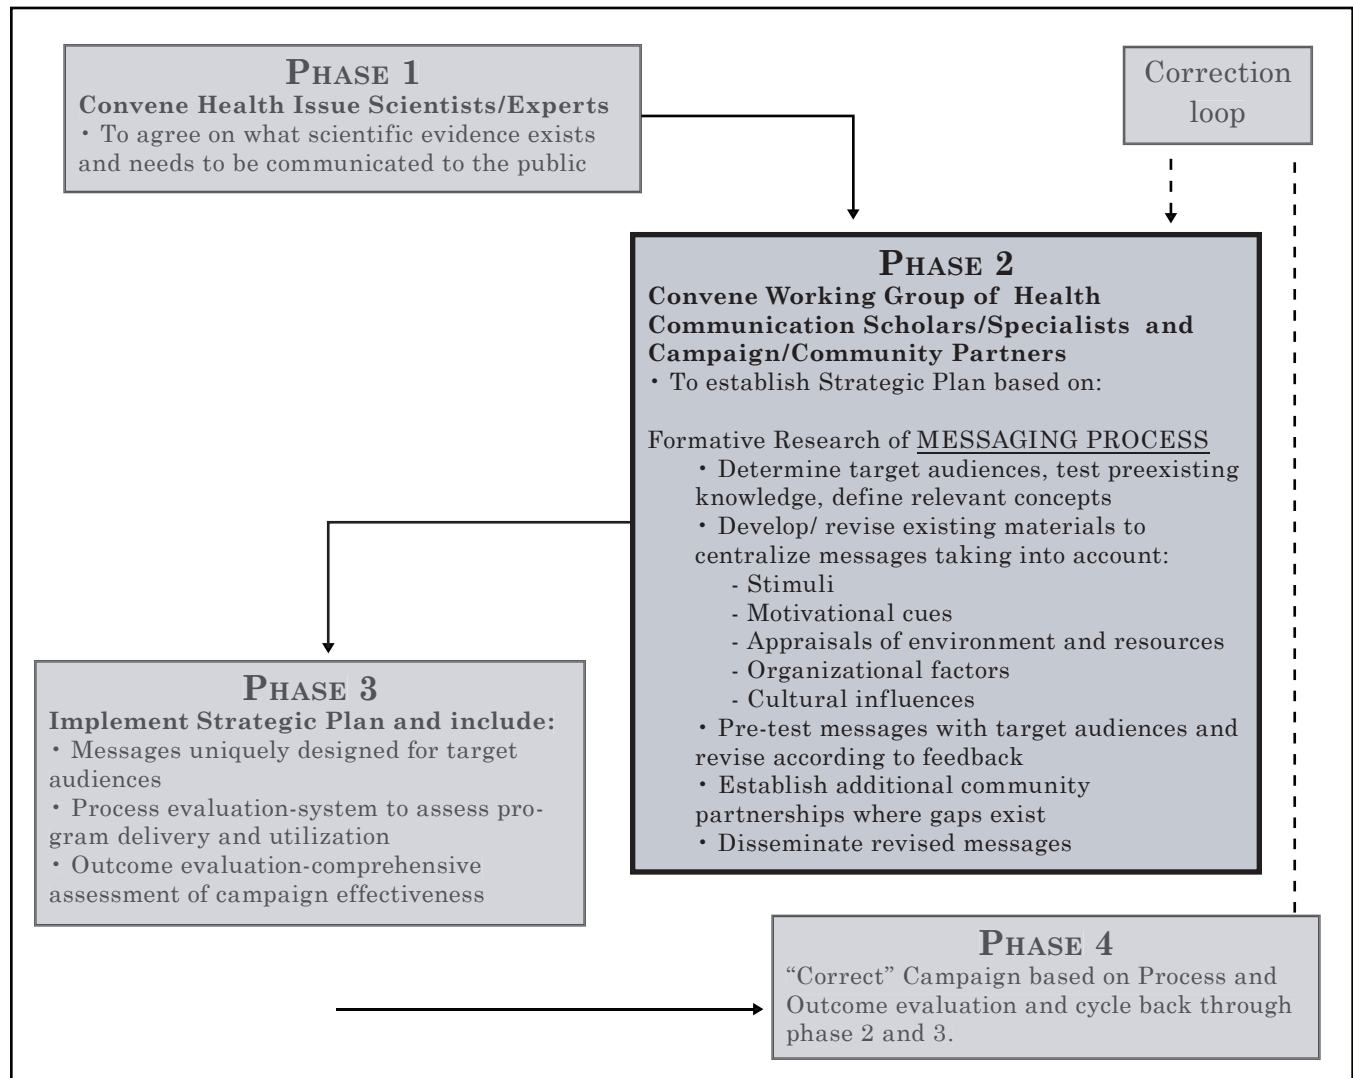 PHASE 1
Convene Health Issue Scientists/Experts
• To agree on what scientific evidence exists
and needs to be communicated to the public
Correction
loop
PHASE 2
Convene Working Group of Health
Communication Scholars/Specialists and
Campaign/Community Partners
• To establish Strategic Plan based on:
Formative Research of MESSAGING PROCESS
• Determine target audiences, test preexisting
knowledge, define relevant concepts
• Develop/ revise existing materials to
centralize messages taking into account:
- Stimuli
- Motivational cues
- Appraisals of environment and resources
- Organizational factors
- Cultural influences
• Pre-test messages with target audiences and
revise according to feedback
• Establish additional community
partnerships where gaps exist
• Disseminate revised messages
PHASE 3
Implement Strategic Plan and include:
• Messages uniquely designed for target
audiences
• Process evaluation-system to assess pro-
gram delivery and utilization
• Outcome evaluation-comprehensive
assessment of campaign effectiveness
PHASE 4
“Correct” Campaign based on Process and
Outcome evaluation and cycle back through
phase 2 and 3.